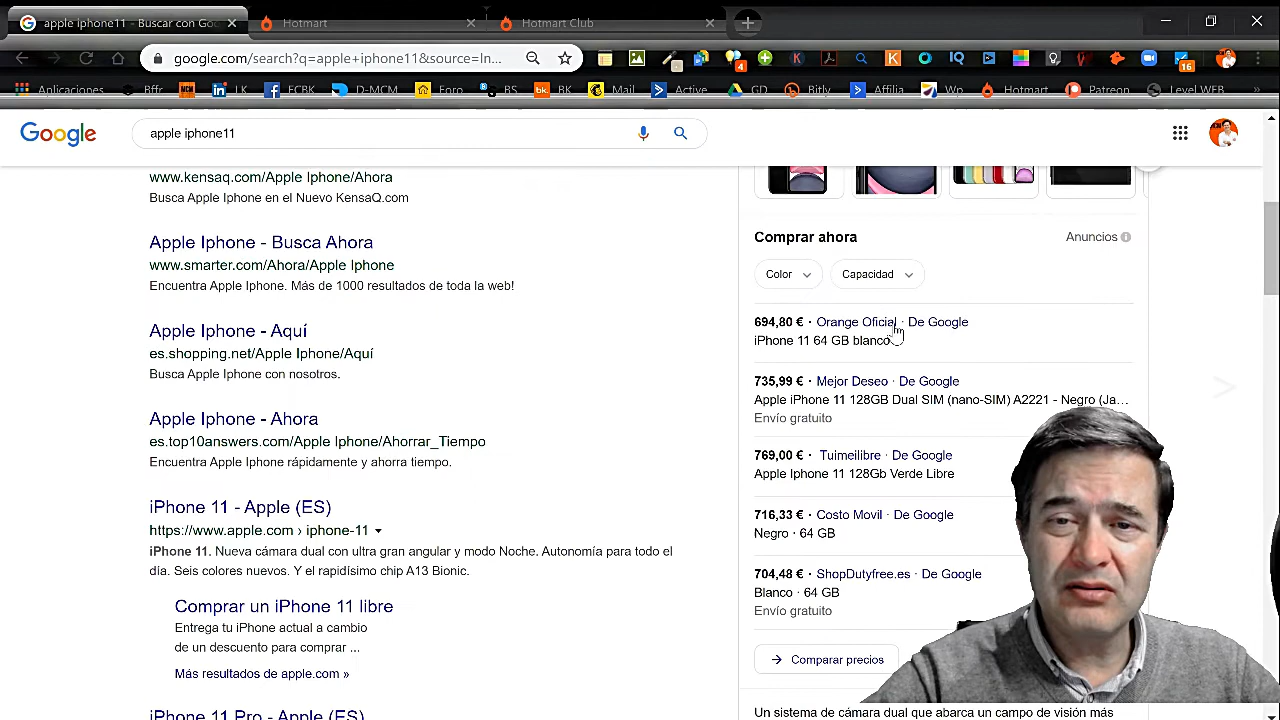 apple iphone11 - Buscar con Goo
Hotmart
Hotmart Club
google.com/search?q=apple+iphone11&source=ln...
4
16
Aplicaciones
Bffr
LK
FCBK
D-MCM
Foro
BS
BK
Mail
Active
GD
Bitly
Affilia
Wp
Hotmart
Patreon
Level WEB
Google
apple iphone11
www.kensaq.com/Apple Iphone/Ahora
Busca Apple Iphone en el Nuevo KensaQ.com
Apple Iphone - Busca Ahora
www.smarter.com/Ahora/Apple Iphone
Encuentra Apple Iphone. Más de 1000 resultados de toda la web!
Apple Iphone - Aquí
es.shopping.net/Apple Iphone/Aquí
Busca Apple Iphone con nosotros.
Apple Iphone - Ahora
es.top10answers.com/Apple Iphone/Ahorrar_Tiempo
Encuentra Apple Iphone rápidamente y ahorra tiempo.
iPhone 11 - Apple (ES)
https://www.apple.com › iphone-11
iPhone 11. Nueva cámara dual con ultra gran angular y modo Noche. Autonomía para todo el
día. Seis colores nuevos. Y el rapidísimo chip A13 Bionic.
Comprar un iPhone 11 libre
Entrega tu iPhone actual a cambio
de un descuento para comprar ...
Más resultados de apple.com »
iPhone 11 Pro - Apple (ES)
Comprar ahora
Anuncios
Color
Capacidad
694,80 € · Orange Oficial · De Google
iPhone 11 64 GB blanco
735,99 € · Mejor Deseo · De Google
Apple iPhone 11 128GB Dual SIM (nano-SIM) A2221 - Negro (Ja...
Envío gratuito
769,00 € · Tuimeilibre · De Google
Apple Iphone 11 128Gb Verde Libre
716,33 € · Costo Movil · De Google
Negro · 64 GB
704,48 € · ShopDutyfree.es · De Google
Blanco · 64 GB
Envío gratuito
Comparar precios
Un sistema de cámara dual que abarca un campo de visión más